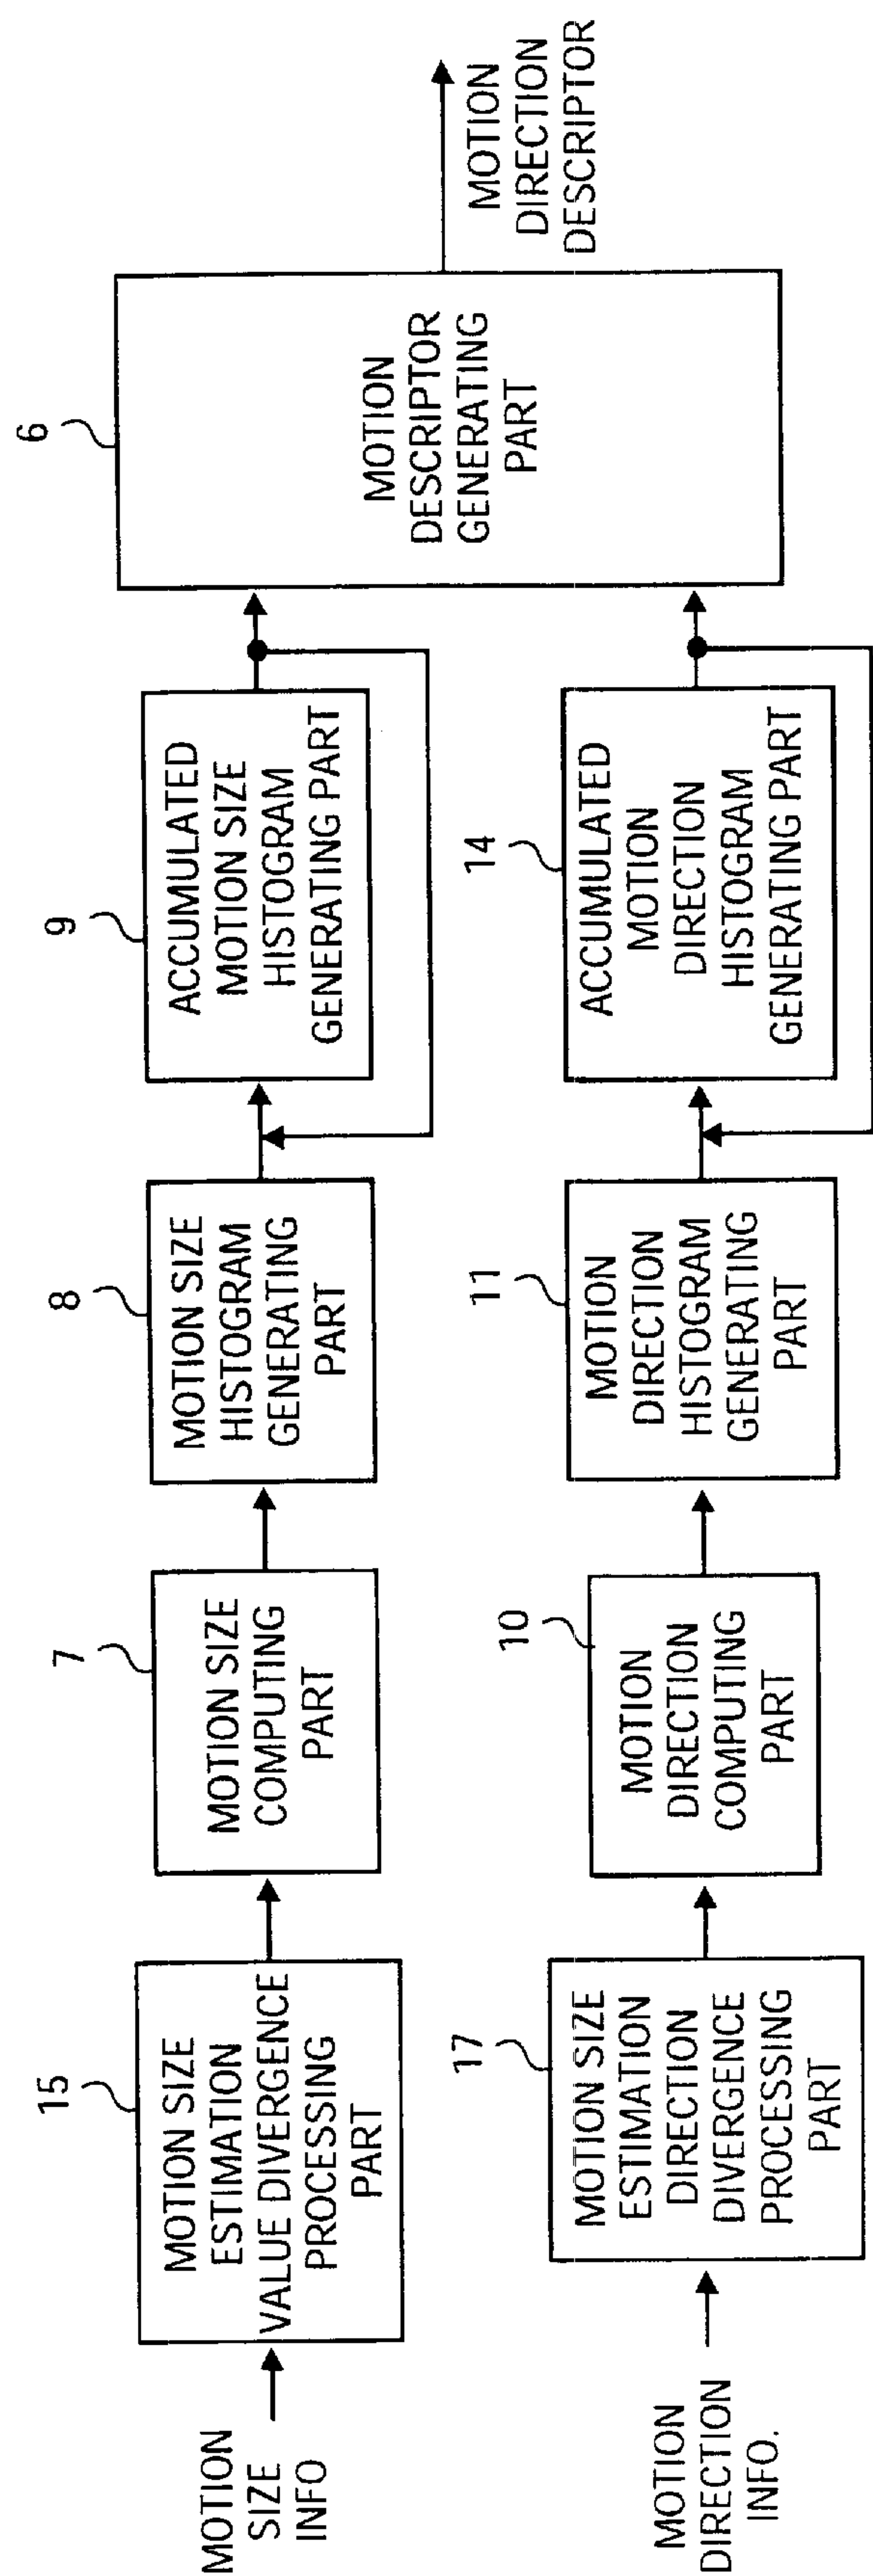 MOTION
SIZE
INFO
15
MOTION SIZE
ESTIMATION
VALUE DIVERGENCE
PROCESSING
PART
7
MOTION SIZE
COMPUTING
PART
8
MOTION SIZE
HISTOGRAM
GENERATING
PART
9
ACCUMULATED
MOTION SIZE
HISTOGRAM
GENERATING PART
6
MOTION
DESCRIPTOR
GENERATING
PART
MOTION
DIRECTION
DESCRIPTOR
MOTION
DIRECTION
INFO.
17
MOTION SIZE
ESTIMATION
DIRECTION
DIVERGENCE
PROCESSING
PART
10
MOTION
DIRECTION
COMPUTING
PART
11
MOTION
DIRECTION
HISTOGRAM
GENERATING
PART
14
ACCUMULATED
MOTION
DIRECTION
HISTOGRAM
GENERATING PART